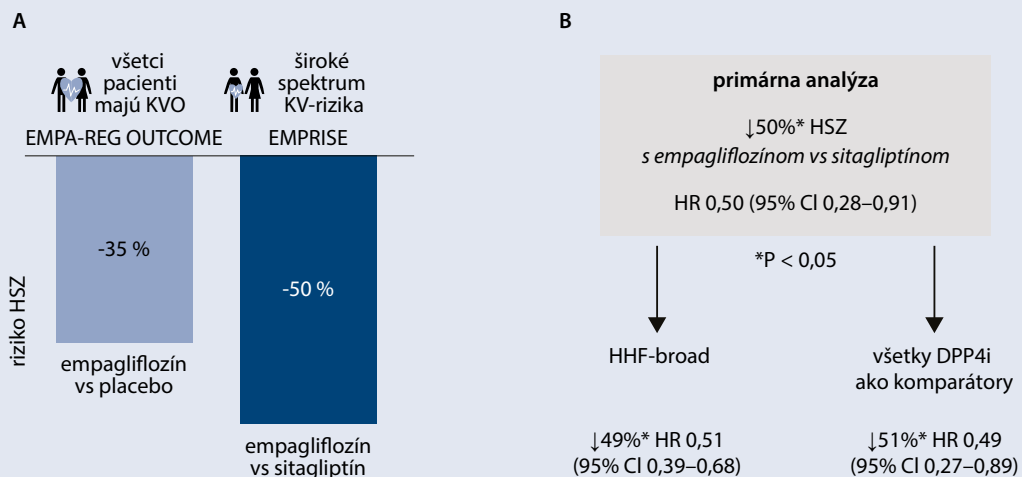 A
všetci
pacienti
majú KVO
široké
spektrum
KV-rizika
EMPA-REG OUTCOME
EMPRISE
riziko HSZ
-35 %
-50 %
empagliflozín
vs placebo
empagliflozín
vs sitagliptín
B
primárna analýza
↓50%* HSZ
s empagliflozínom vs sitagliptínom
HR 0,50 (95% Cl 0,28–0,91)
*P < 0,05
HHF-broad
všetky DPP4i
ako komparátory
↓49%* HR 0,51
(95% Cl 0,39–0,68)
↓51%* HR 0,49
(95% Cl 0,27–0,89)